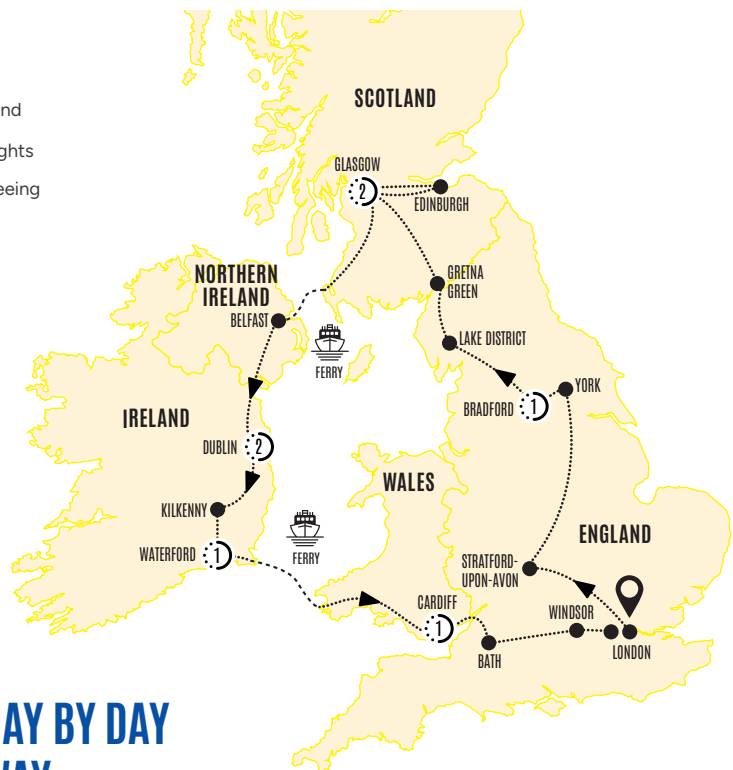 nd
ghts
eeing
SCOTLAND
GLASGOW
2
EDINBURGH
GRETNA
GREEN
NORTHERN
IRELAND
BELFAST
LAKE DISTRICT
FERRY
YORK
BRADFORD
1
IRELAND
DUBLIN
2
WALES
KILKENNY
ENGLAND
WATERFORD
1
FERRY
STRATFORD-
UPON-AVON
CARDIFF
1
WINDSOR
BATH
LONDON
AY BY DAY